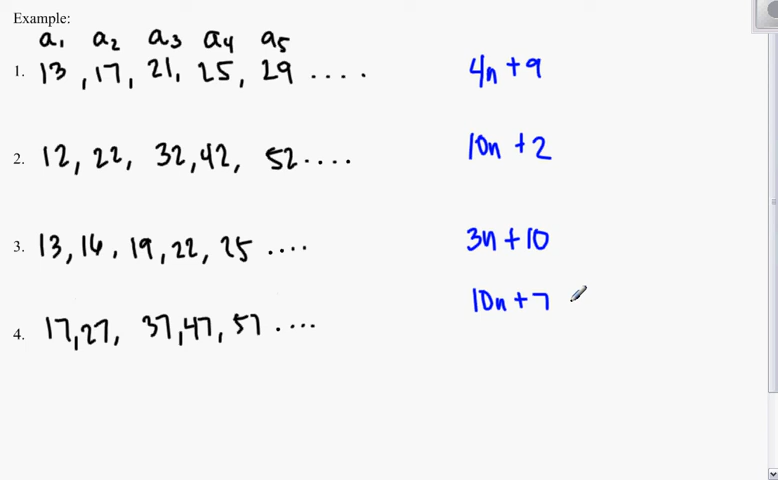 Example:
a₁ a₂ a₃ a₄ a₅
1. 13, 17, 21, 25, 29.... 4n + 9
2. 12, 22, 32, 42, 52.... 10n + 2
3. 13, 16, 19, 22, 25.... 3n + 10
4. 17, 27, 37, 47, 57.... 10n + 7